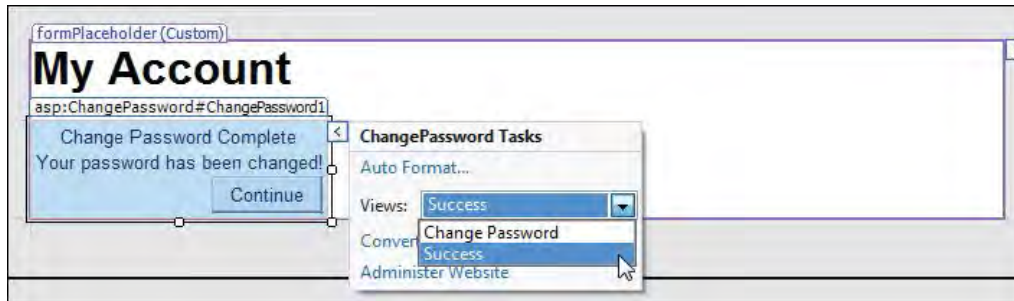 formPlaceholder (Custom)
My Account
asp:ChangePassword#ChangePassword1
Change Password Complete
Your password has been changed!
Continue
<
ChangePassword Tasks
Auto Format...
Views: Success
Change Password
Success
Conver
Administer Website